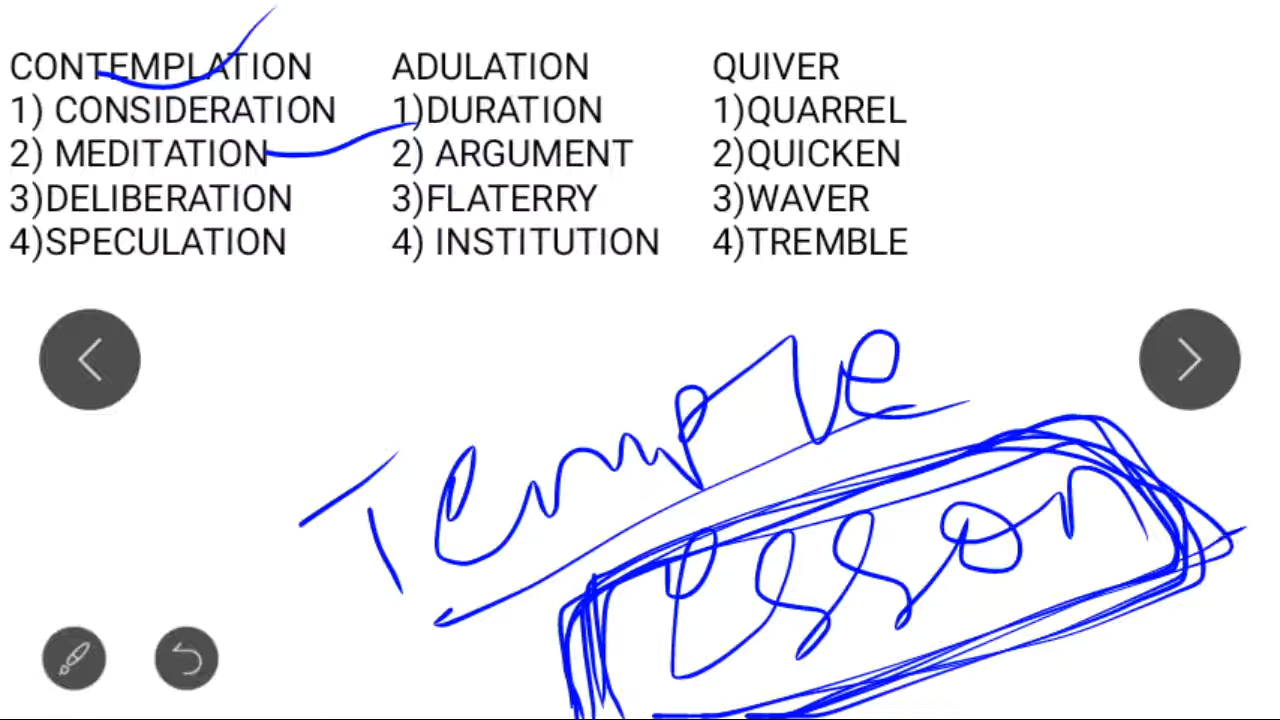 CONTEMPLATION
1) CONSIDERATION
2) MEDITATION
3)DELIBERATION
4)SPECULATION
ADULATION
1)DURATION
2) ARGUMENT
3)FLATERRY
4) INSTITUTION
QUIVER
1)QUARREL
2)QUICKEN
3)WAVER
4)TREMBLE
Temple